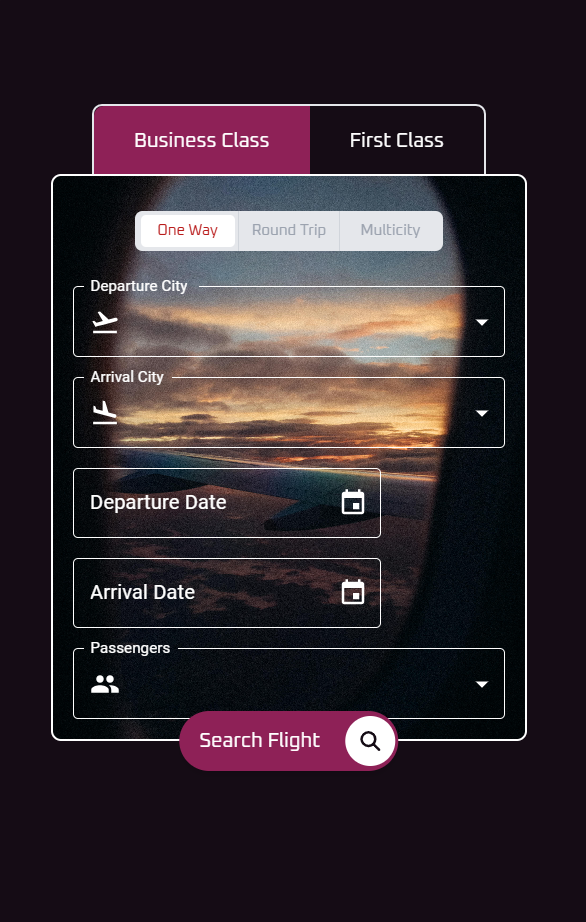 Business Class
First Class
One Way
Round Trip
Multicity
Departure City
Arrival City
Departure Date
Arrival Date
Passengers
Search Flight